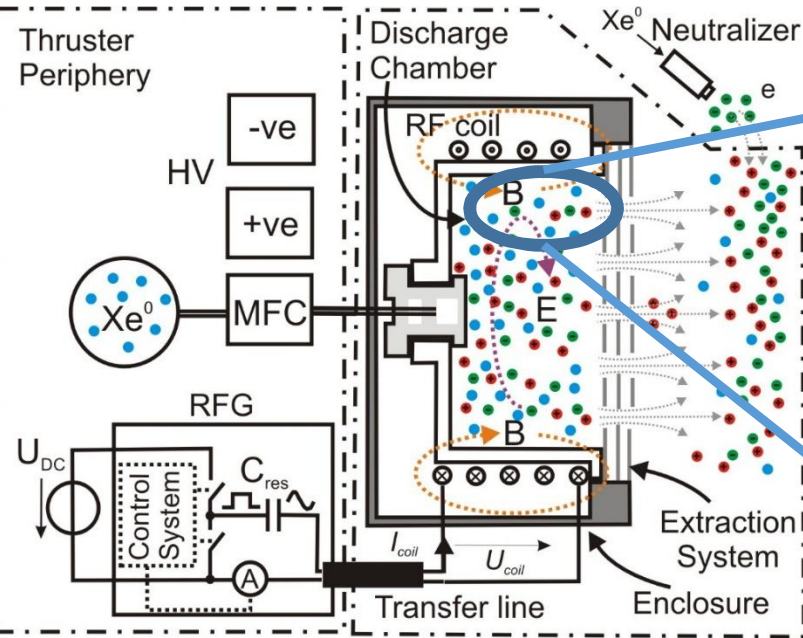 Thruster
Periphery
HV
-ve
+ve
Xe⁰
MFC
RFG
U_DC
Control
System
C_res
A
Discharge
Chamber
RF coil
B
E
B
I_coil
U_coil
Transfer line
Xe⁰
Neutralizer
e
Extraction
System
Enclosure